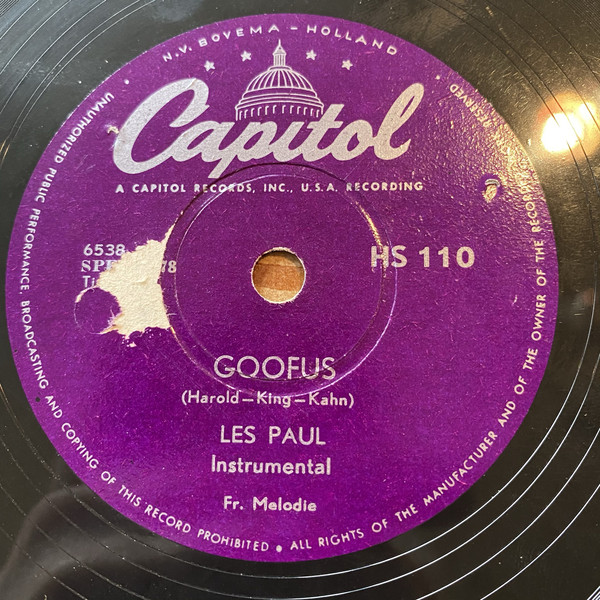 N.V. BOVEMA – HOLLAND
Capitol
A CAPITOL RECORDS, INC., U.S.A. RECORDING
6538
78
HS 110
GOOFUS
(Harold–King–Kahn)
LES PAUL
Instrumental
Fr. Melodie
UNAUTHORIZED PUBLIC PERFORMANCE, BROADCASTING AND COPYING OF THIS RECORD PROHIBITED ● ALL RIGHTS OF THE MANUFACTURER AND OF THE OWNER OF THE RECORDED
RESERVED